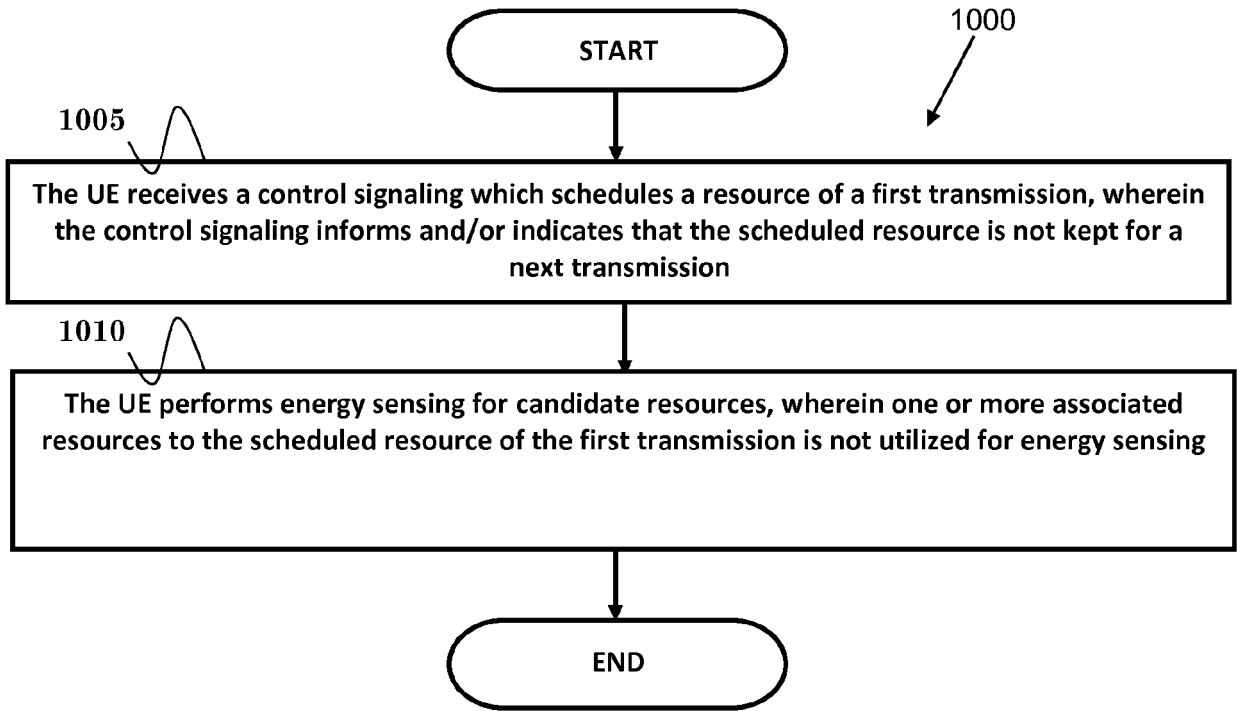 START
1000
1005
The UE receives a control signaling which schedules a resource of a first transmission, wherein
the control signaling informs and/or indicates that the scheduled resource is not kept for a
next transmission
1010
The UE performs energy sensing for candidate resources, wherein one or more associated
resources to the scheduled resource of the first transmission is not utilized for energy sensing
END